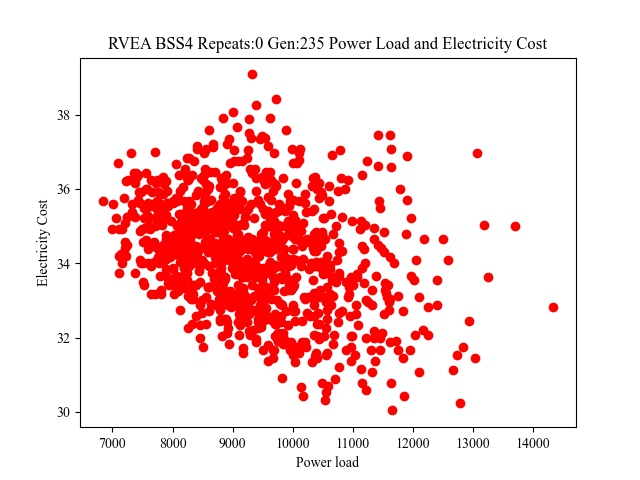 RVEA BSS4 Repeats:0 Gen:235 Power Load and Electricity Cost
Electricity Cost
38
36
34
32
30
7000 8000 9000 10000 11000 12000 13000 14000
Power load